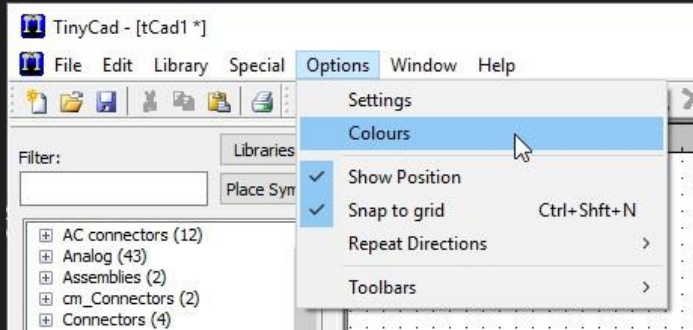 TinyCad - [tCad1 *]
File Edit Library Special Options Window Help
Settings
Colours
Filter:
Libraries
Show Position
Place Sym
Snap to grid Ctrl+Shft+N
AC connectors (12)
Repeat Directions
Analog (43)
Assemblies (2)
Toolbars
cm_Connectors (2)
Connectors (4)